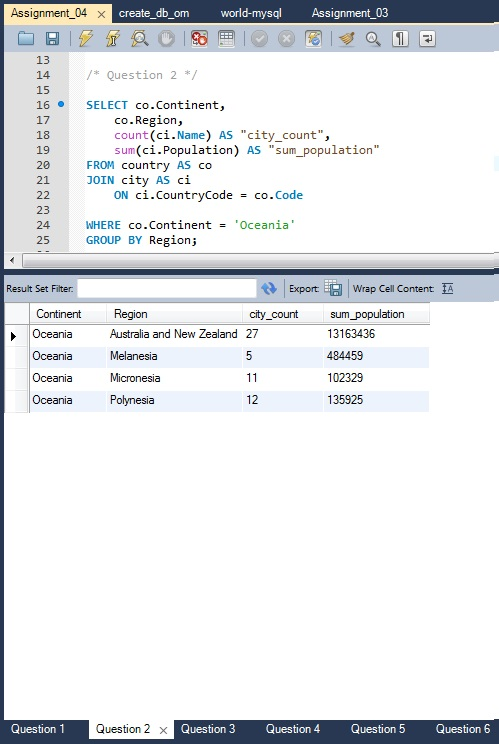 Assignment_04 create_db_om world-mysql Assignment_03
13
14 /* Question 2 */
15
16 SELECT co.Continent,
17 co.Region,
18 count(ci.Name) AS "city_count",
19 sum(ci.Population) AS "sum_population"
20 FROM country AS co
21 JOIN city AS ci
22 ON ci.CountryCode = co.Code
23
24 WHERE co.Continent = 'Oceania'
25 GROUP BY Region;
Result Set Filter: Export: Wrap Cell Content:
Continent Region city_count sum_population
Oceania Australia and New Zealand 27 13163436
Oceania Melanesia 5 484459
Oceania Micronesia 11 102329
Oceania Polynesia 12 135925
Question 1 Question 2 Question 3 Question 4 Question 5 Question 6